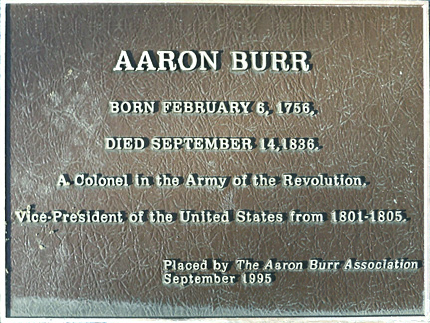 AARON BURR
BORN FEBRUARY 6, 1756,
DIED SEPTEMBER 14,1836.
A Colonel in the Army of the Revolution,
Vice-President of the United States from 1801-1805.
Placed by The Aaron Burr Association
September 1995